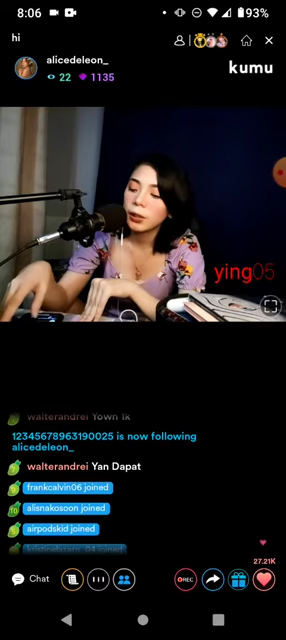 8:06
93%
hi
alicedeleon_
22 1135
kumu
ying05
walterandrei Yown 1k
12345678963190025 is now following
alicedeleon_
walterandrei Yan Dapat
frankcalvin06 joined
alisnakosoon joined
10
airpodskid joined
27.21K
Chat
REC